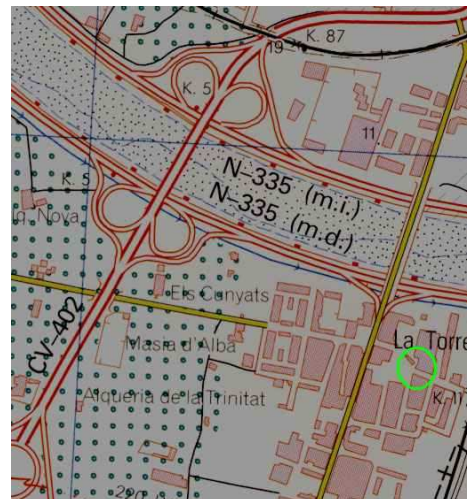 K. 87
19
K. 5
11
N-335 (m.i.)
N-335 (m.d.)
K. 5
Nova
Els Cunyats
CV-402
Masia d'Alba
La Torre
Alqueria de la Trinitat
K. 11